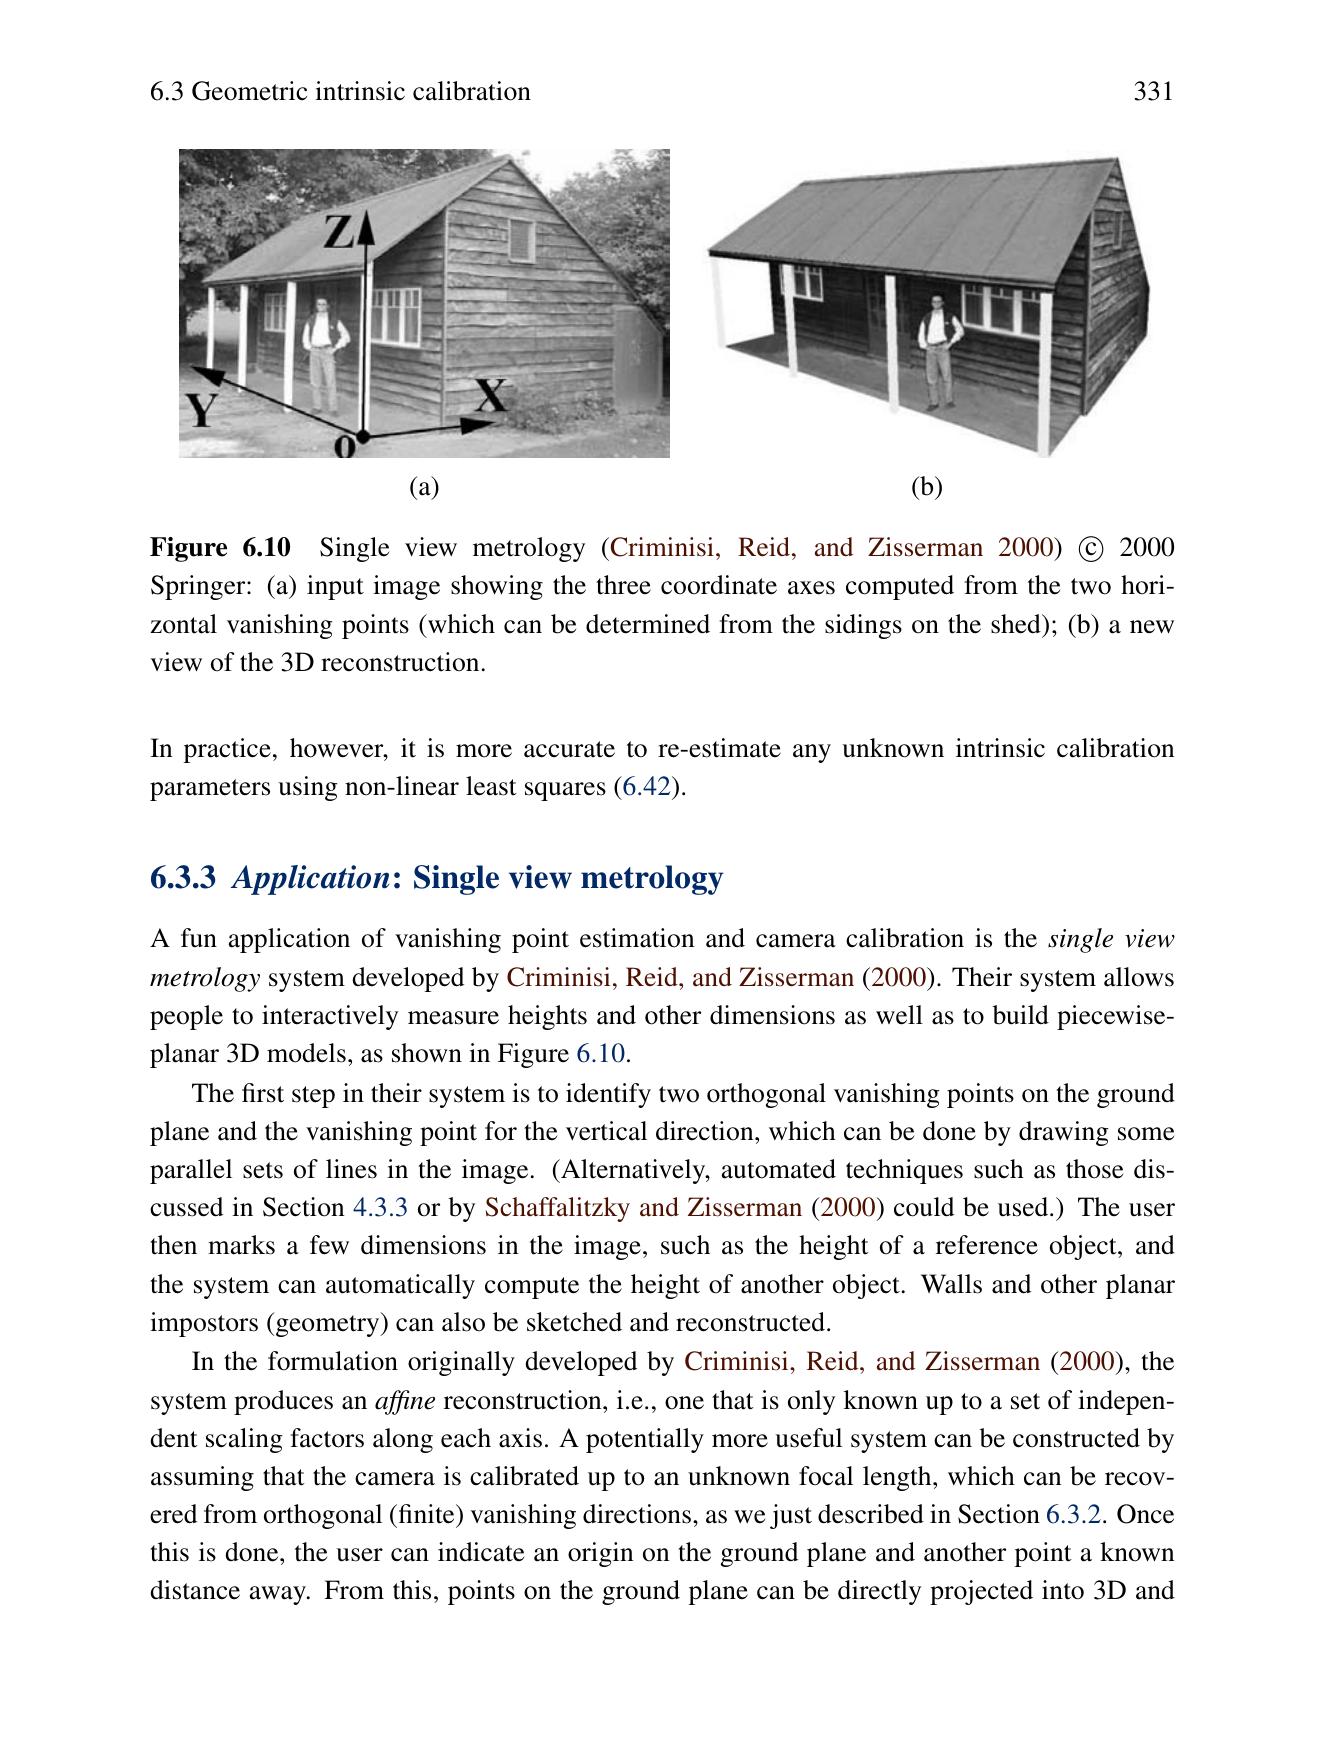 6.3 Geometric intrinsic calibration 331
Z
X
Y
O
(a) (b)
Figure 6.10 Single view metrology (Criminisi, Reid, and Zisserman 2000) © 2000
Springer: (a) input image showing the three coordinate axes computed from the two hori-
zontal vanishing points (which can be determined from the sidings on the shed); (b) a new
view of the 3D reconstruction.
In practice, however, it is more accurate to re-estimate any unknown intrinsic calibration
parameters using non-linear least squares (6.42).
6.3.3 Application: Single view metrology
A fun application of vanishing point estimation and camera calibration is the single view
metrology system developed by Criminisi, Reid, and Zisserman (2000). Their system allows
people to interactively measure heights and other dimensions as well as to build piecewise-
planar 3D models, as shown in Figure 6.10.
The first step in their system is to identify two orthogonal vanishing points on the ground
plane and the vanishing point for the vertical direction, which can be done by drawing some
parallel sets of lines in the image. (Alternatively, automated techniques such as those dis-
cussed in Section 4.3.3 or by Schaffalitzky and Zisserman (2000) could be used.) The user
then marks a few dimensions in the image, such as the height of a reference object, and
the system can automatically compute the height of another object. Walls and other planar
impostors (geometry) can also be sketched and reconstructed.
In the formulation originally developed by Criminisi, Reid, and Zisserman (2000), the
system produces an affine reconstruction, i.e., one that is only known up to a set of indepen-
dent scaling factors along each axis. A potentially more useful system can be constructed by
assuming that the camera is calibrated up to an unknown focal length, which can be recov-
ered from orthogonal (finite) vanishing directions, as we just described in Section 6.3.2. Once
this is done, the user can indicate an origin on the ground plane and another point a known
distance away. From this, points on the ground plane can be directly projected into 3D and